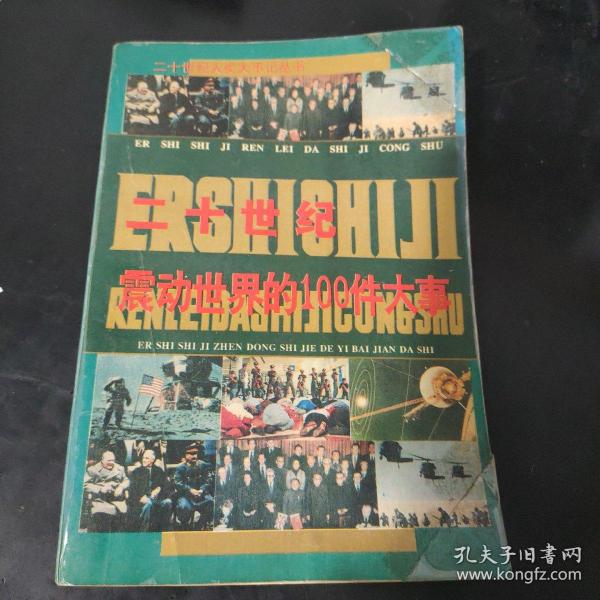 二十世纪人类大事记丛书
ER SHI SHI JI REN LEI DA SHI JI CONG SHU
ERSHISHIJI
二十世纪
震动世界的100件大事
RENLEIDASHIJICONGSHU
ER SHI SHI JI ZHEN DONG SHI JIE DE YI BAI JIAN DA SHI
孔夫子旧书网
www.kongfz.com